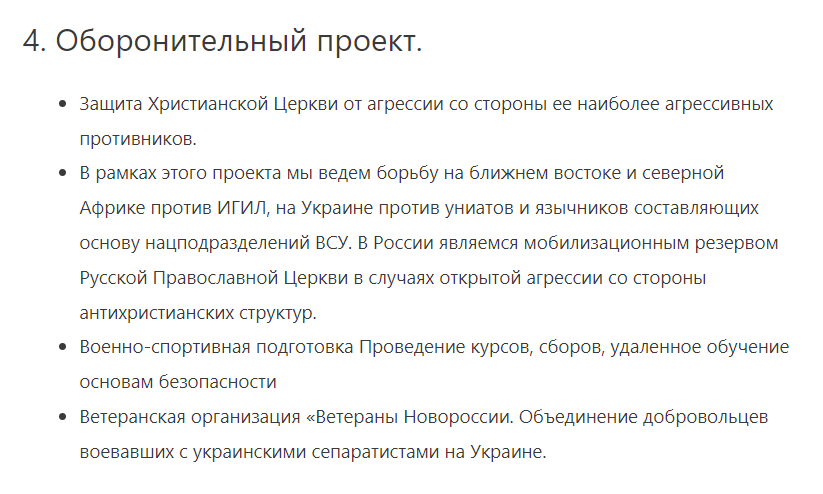 4. Оборонительный проект.
• Защита Христианской Церкви от агрессии со стороны ее наиболее агрессивных
противников.
• В рамках этого проекта мы ведем борьбу на ближнем востоке и северной
Африке против ИГИЛ, на Украине против униатов и язычников составляющих
основу нацподразделений ВСУ. В России являемся мобилизационным резервом
Русской Православной Церкви в случаях открытой агрессии со стороны
антихристианских структур.
• Военно-спортивная подготовка Проведение курсов, сборов, удаленное обучение
основам безопасности
• Ветеранская организация «Ветераны Новороссии. Объединение добровольцев
воевавших с украинскими сепаратистами на Украине.